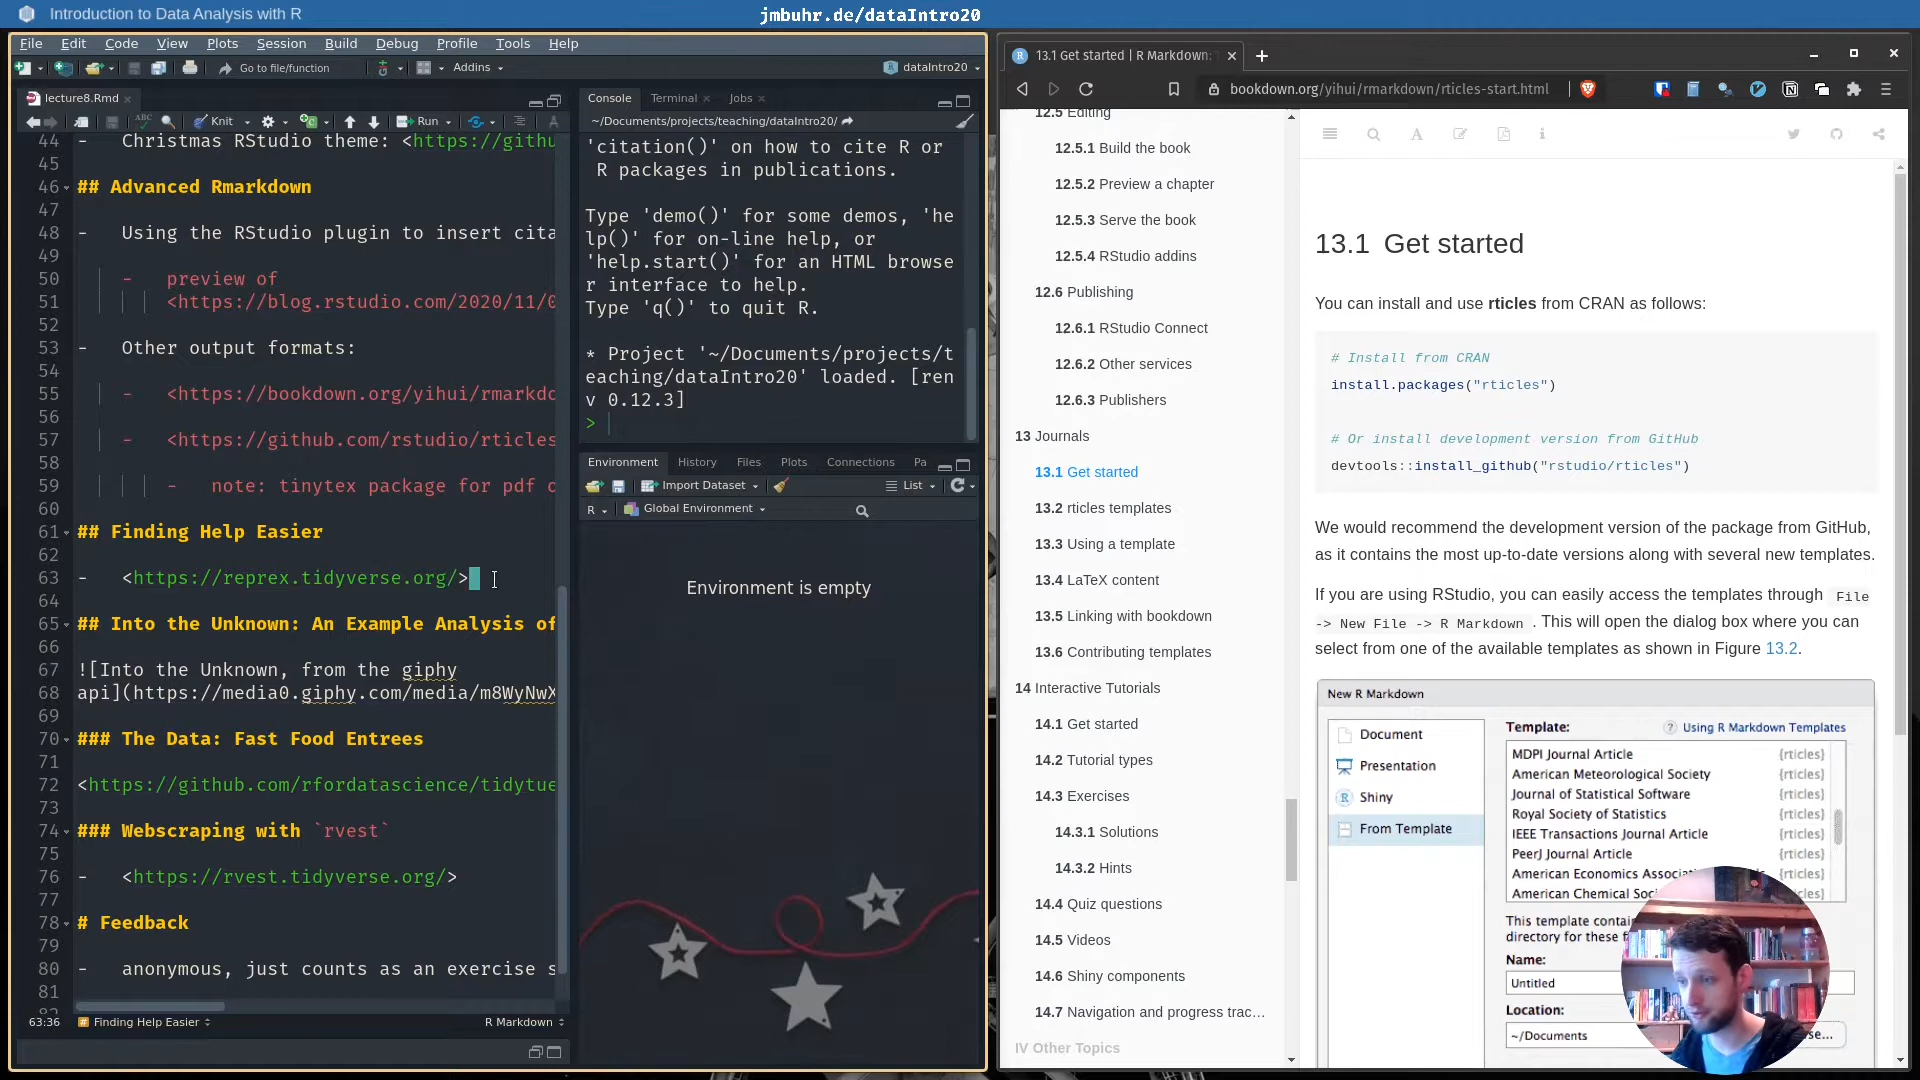 Introduction to Data Analysis with R
jmbuhr.de/dataIntro20
File Edit Code View Plots Session Build Debug Profile Tools Help
Go to file/function
Addins
dataIntro20
lecture8.Rmd
Knit
Run
44 - Christmas RStudio theme: <https://githu
45
46 ## Advanced Rmarkdown
47
48 - Using the RStudio plugin to insert cita
49
50 - preview of
51 <https://blog.rstudio.com/2020/11/0
52
53 - Other output formats:
54
55 - <https://bookdown.org/yihui/rmarkdo
56
57 - <https://github.com/rstudio/rticles
58
59 - note: tinytex package for pdf o
60
61 ## Finding Help Easier
62
63 - <https://reprex.tidyverse.org/>
64
65 ## Into the Unknown: An Example Analysis of
66
67 ![Into the Unknown, from the giphy
68 api](https://media0.giphy.com/media/m8WyNwX
69
70 ### The Data: Fast Food Entrees
71
72 <https://github.com/rfordatascience/tidytue
73
74 ### Webscraping with `rvest`
75
76 - <https://rvest.tidyverse.org/>
77
78 # Feedback
79
80 - anonymous, just counts as an exercise s
81
63:36 # Finding Help Easier
R Markdown
Console Terminal Jobs
~/Documents/projects/teaching/dataIntro20/
'citation()' on how to cite R or
R packages in publications.
Type 'demo()' for some demos, 'he
lp()' for on-line help, or
'help.start()' for an HTML browse
r interface to help.
Type 'q()' to quit R.
* Project '~/Documents/projects/t
eaching/dataIntro20' loaded. [ren
v 0.12.3]
>
Environment History Files Plots Connections Pa
Import Dataset
List
R
Global Environment
Environment is empty
13.1 Get started | R Markdown:
bookdown.org/yihui/rmarkdown/rticles-start.html
12.5 Editing
12.5.1 Build the book
12.5.2 Preview a chapter
12.5.3 Serve the book
12.5.4 RStudio addins
12.6 Publishing
12.6.1 RStudio Connect
12.6.2 Other services
12.6.3 Publishers
13 Journals
13.1 Get started
13.2 rticles templates
13.3 Using a template
13.4 LaTeX content
13.5 Linking with bookdown
13.6 Contributing templates
14 Interactive Tutorials
14.1 Get started
14.2 Tutorial types
14.3 Exercises
14.3.1 Solutions
14.3.2 Hints
14.4 Quiz questions
14.5 Videos
14.6 Shiny components
14.7 Navigation and progress trac…
IV Other Topics
13.1 Get started
You can install and use rticles from CRAN as follows:
# Install from CRAN
install.packages("rticles")
# Or install development version from GitHub
devtools::install_github("rstudio/rticles")
We would recommend the development version of the package from GitHub,
as it contains the most up-to-date versions along with several new templates.
If you are using RStudio, you can easily access the templates through File
-> New File -> R Markdown . This will open the dialog box where you can
select from one of the available templates as shown in Figure 13.2.
New R Markdown
Document
Presentation
Shiny
From Template
Template:
Using R Markdown Templates
MDPI Journal Article {rticles}
American Meteorological Society {rticles}
Journal of Statistical Software {rticles}
Royal Society of Statistics {rticles}
IEEE Transactions Journal Article {rticles}
PeerJ Journal Article {rticles}
American Economics Associa {rticles}
American Chemical Soc {rticles}
This template contai
directory for these f
Name:
Untitled
Location:
~/Documents